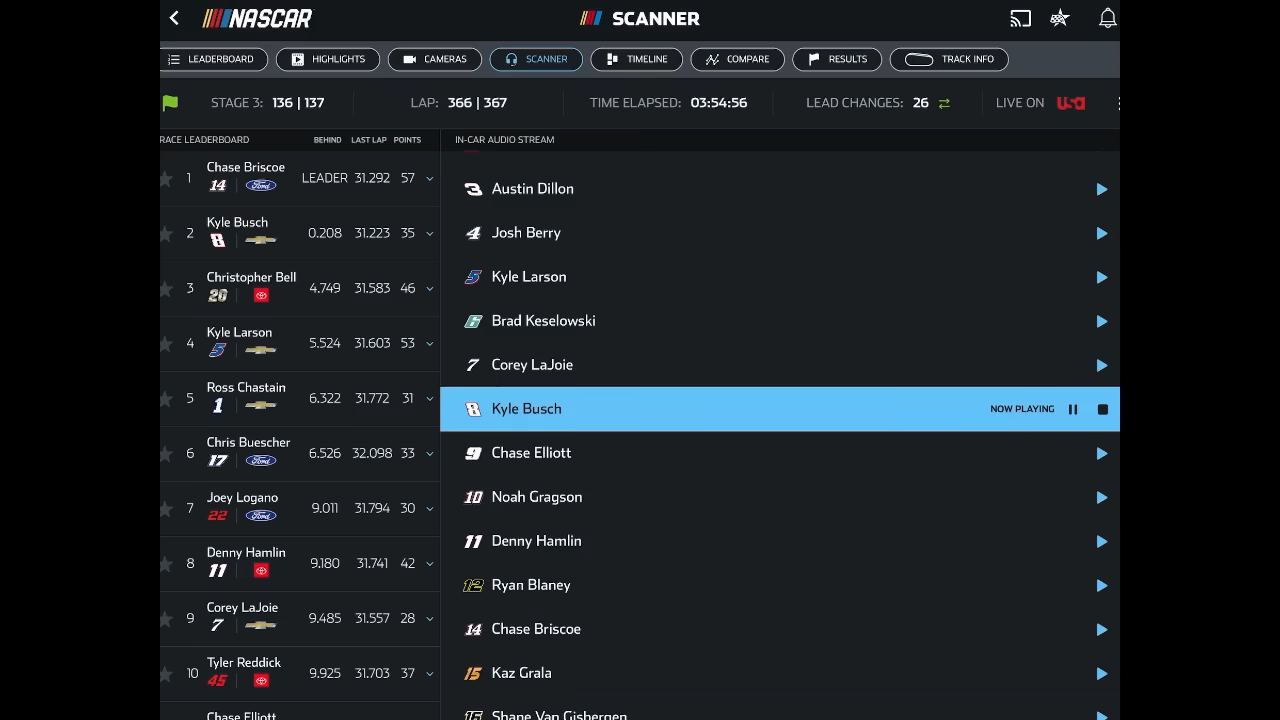 NASCAR
SCANNER
LEADERBOARD HIGHLIGHTS CAMERAS SCANNER TIMELINE COMPARE RESULTS TRACK INFO
STAGE 3: 136 | 137 LAP: 366 | 367 TIME ELAPSED: 03:54:56 LEAD CHANGES: 26 LIVE ON USA
RACE LEADERBOARD BEHIND LAST LAP POINTS
1 Chase Briscoe LEADER 31.292 57
14 Ford
2 Kyle Busch 0.208 31.223 35
8
3 Christopher Bell 4.749 31.583 46
20
4 Kyle Larson 5.524 31.603 53
5
5 Ross Chastain 6.322 31.772 31
1
6 Chris Buescher 6.526 32.098 33
17 Ford
7 Joey Logano 9.011 31.794 30
22 Ford
8 Denny Hamlin 9.180 31.741 42
11
9 Corey LaJoie 9.485 31.557 28
7
10 Tyler Reddick 9.925 31.703 37
45
Chase Elliott
IN-CAR AUDIO STREAM
3 Austin Dillon
4 Josh Berry
5 Kyle Larson
6 Brad Keselowski
7 Corey LaJoie
8 Kyle Busch NOW PLAYING
9 Chase Elliott
10 Noah Gragson
11 Denny Hamlin
12 Ryan Blaney
14 Chase Briscoe
15 Kaz Grala
16 Shane Van Gisbergen